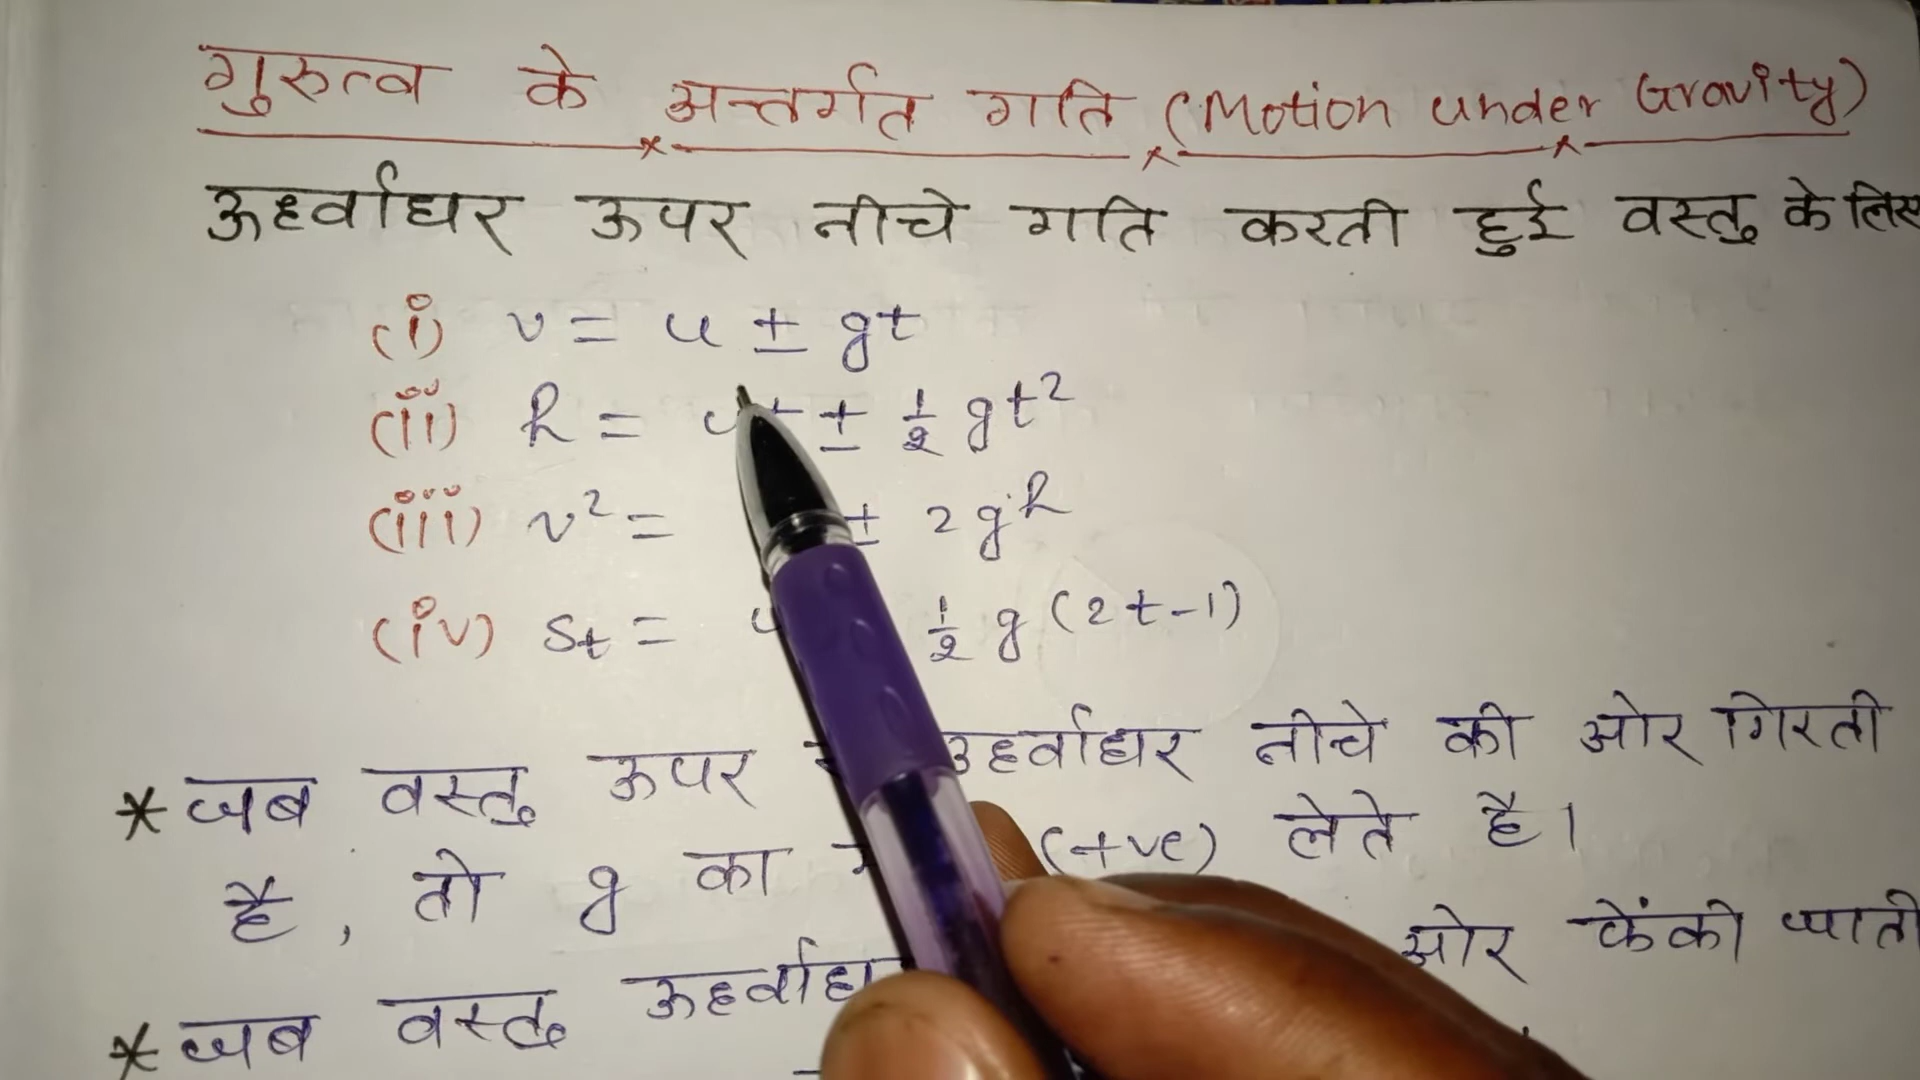 गुरुत्व के अन्तर्गत गति (Motion under Gravity)
ऊर्ध्वाधर ऊपर नीचे गति करती हुई वस्तु के लिए
(i) v = u ± gt
(ii) h = ut ± 1/2 gt²
(iii) v² = ± 2gh
(iv) St = u 1/2 g(2t-1)
* जब वस्तु ऊपर ऊर्ध्वाधर नीचे की ओर गिरती
है, तो g का (+ve) लेते है।
* जब वस्तु ओर फेंकी जाती